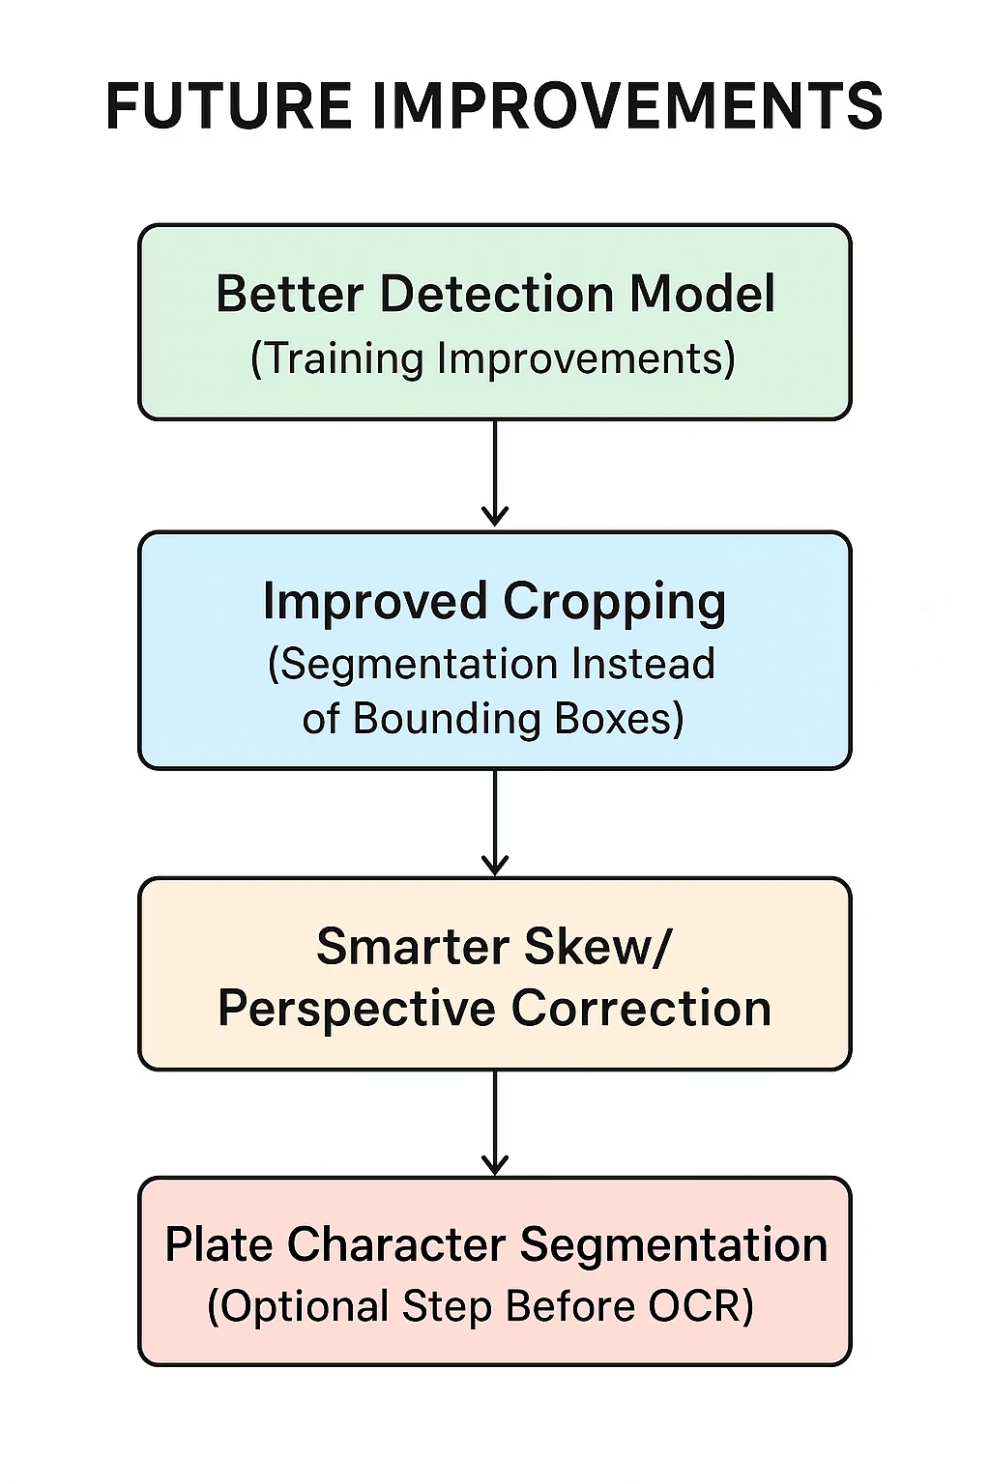 FUTURE IMPROVEMENTS
Better Detection Model
(Training Improvements)
Improved Cropping
(Segmentation Instead
of Bounding Boxes)
Smarter Skew/
Perspective Correction
Plate Character Segmentation
(Optional Step Before OCR)